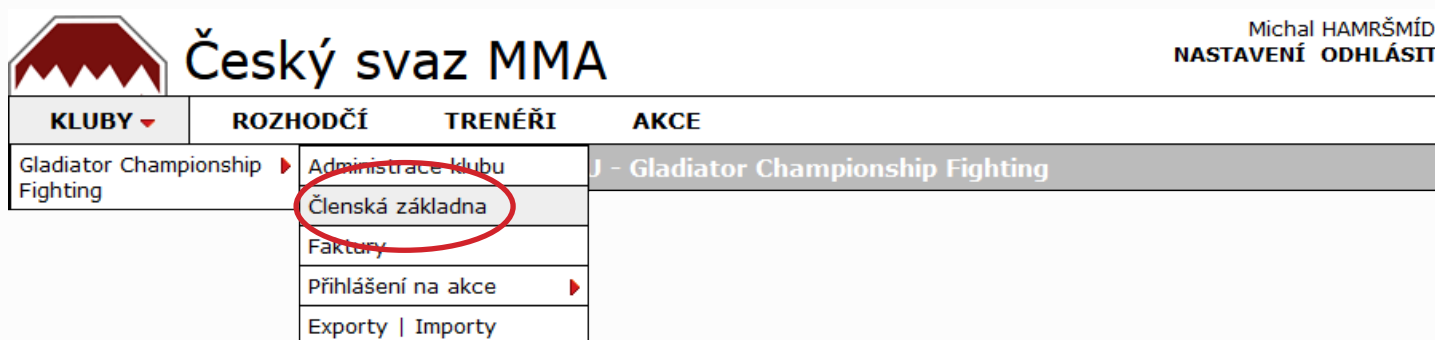 Český svaz MMA
Michal HAMRŠMÍD
NASTAVENÍ ODHLÁSIT
KLUBY ROZHODČÍ TRENÉŘI AKCE
Gladiator Championship
Fighting
Administrace klubu
Členská základna
Faktury
Přihlášení na akce
Exporty | Importy
- Gladiator Championship Fighting